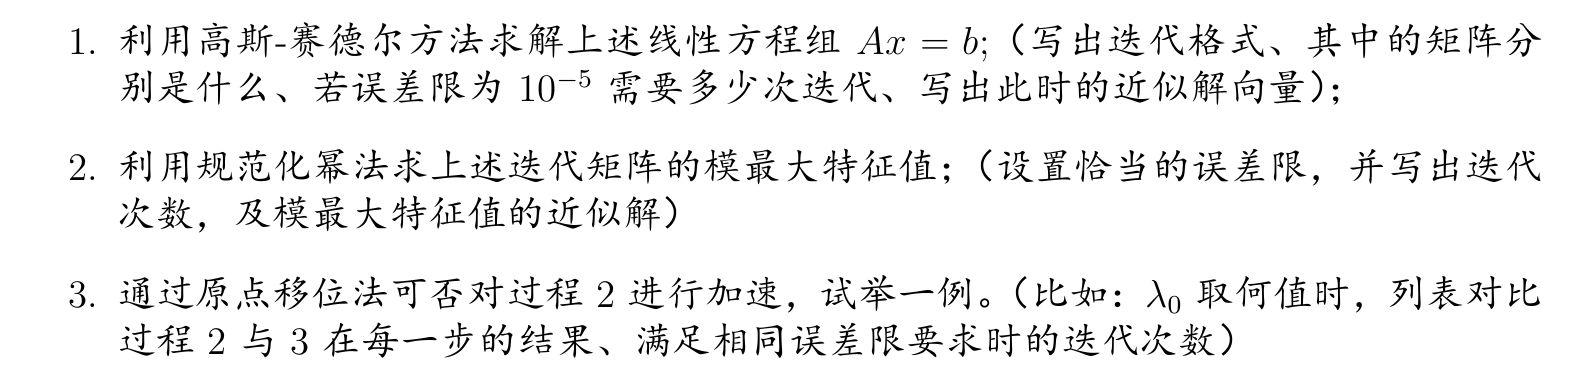 1. 利用高斯-赛德尔方法求解上述线性方程组 Ax = b;（写出迭代格式、其中的矩阵分
别是什么、若误差限为 10⁻⁵ 需要多少次迭代、写出此时的近似解向量）；
2. 利用规范化幂法求上述迭代矩阵的模最大特征值；（设置恰当的误差限，并写出迭代
次数，及模最大特征值的近似解）
3. 通过原点移位法可否对过程 2 进行加速，试举一例。（比如：λ₀ 取何值时，列表对比
过程 2 与 3 在每一步的结果、满足相同误差限要求时的迭代次数）